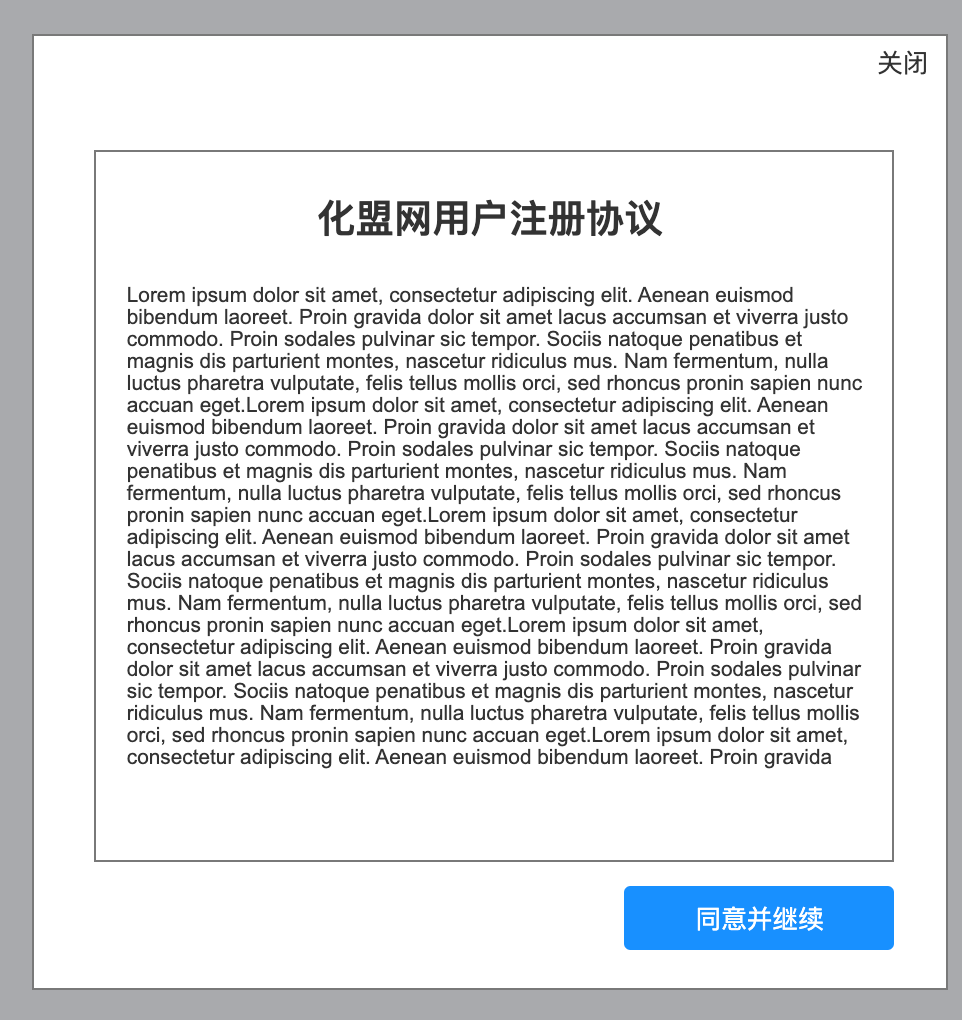 关闭
化盟网用户注册协议
Lorem ipsum dolor sit amet, consectetur adipiscing elit. Aenean euismod
bibendum laoreet. Proin gravida dolor sit amet lacus accumsan et viverra justo
commodo. Proin sodales pulvinar sic tempor. Sociis natoque penatibus et
magnis dis parturient montes, nascetur ridiculus mus. Nam fermentum, nulla
luctus pharetra vulputate, felis tellus mollis orci, sed rhoncus pronin sapien nunc
accuan eget.Lorem ipsum dolor sit amet, consectetur adipiscing elit. Aenean
euismod bibendum laoreet. Proin gravida dolor sit amet lacus accumsan et
viverra justo commodo. Proin sodales pulvinar sic tempor. Sociis natoque
penatibus et magnis dis parturient montes, nascetur ridiculus mus. Nam
fermentum, nulla luctus pharetra vulputate, felis tellus mollis orci, sed rhoncus
pronin sapien nunc accuan eget.Lorem ipsum dolor sit amet, consectetur
adipiscing elit. Aenean euismod bibendum laoreet. Proin gravida dolor sit amet
lacus accumsan et viverra justo commodo. Proin sodales pulvinar sic tempor.
Sociis natoque penatibus et magnis dis parturient montes, nascetur ridiculus
mus. Nam fermentum, nulla luctus pharetra vulputate, felis tellus mollis orci, sed
rhoncus pronin sapien nunc accuan eget.Lorem ipsum dolor sit amet,
consectetur adipiscing elit. Aenean euismod bibendum laoreet. Proin gravida
dolor sit amet lacus accumsan et viverra justo commodo. Proin sodales pulvinar
sic tempor. Sociis natoque penatibus et magnis dis parturient montes, nascetur
ridiculus mus. Nam fermentum, nulla luctus pharetra vulputate, felis tellus mollis
orci, sed rhoncus pronin sapien nunc accuan eget.Lorem ipsum dolor sit amet,
consectetur adipiscing elit. Aenean euismod bibendum laoreet. Proin gravida
同意并继续